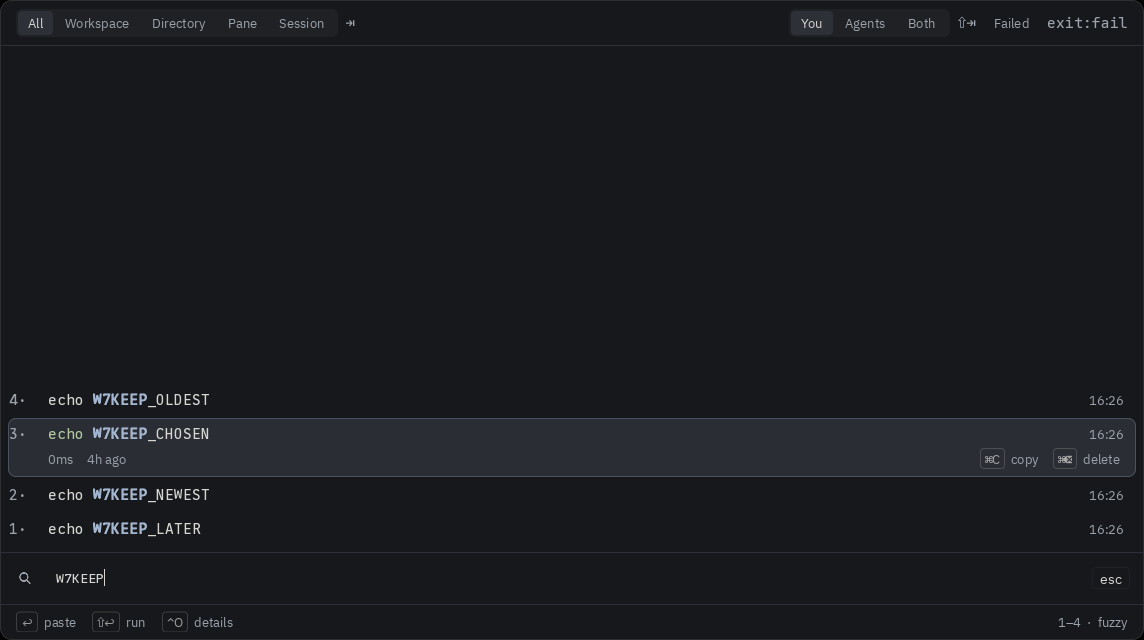 All Workspace Directory Pane Session ⇥ You Agents Both ⇧⇥ Failed exit:fail
4· echo W7KEEP_OLDEST 16:26
3· echo W7KEEP_CHOSEN 16:26
0ms 4h ago ⌘C copy ⌘⌫ delete
2· echo W7KEEP_NEWEST 16:26
1· echo W7KEEP_LATER 16:26
W7KEEP esc
↩ paste ⇧↩ run ^O details 1–4 · fuzzy